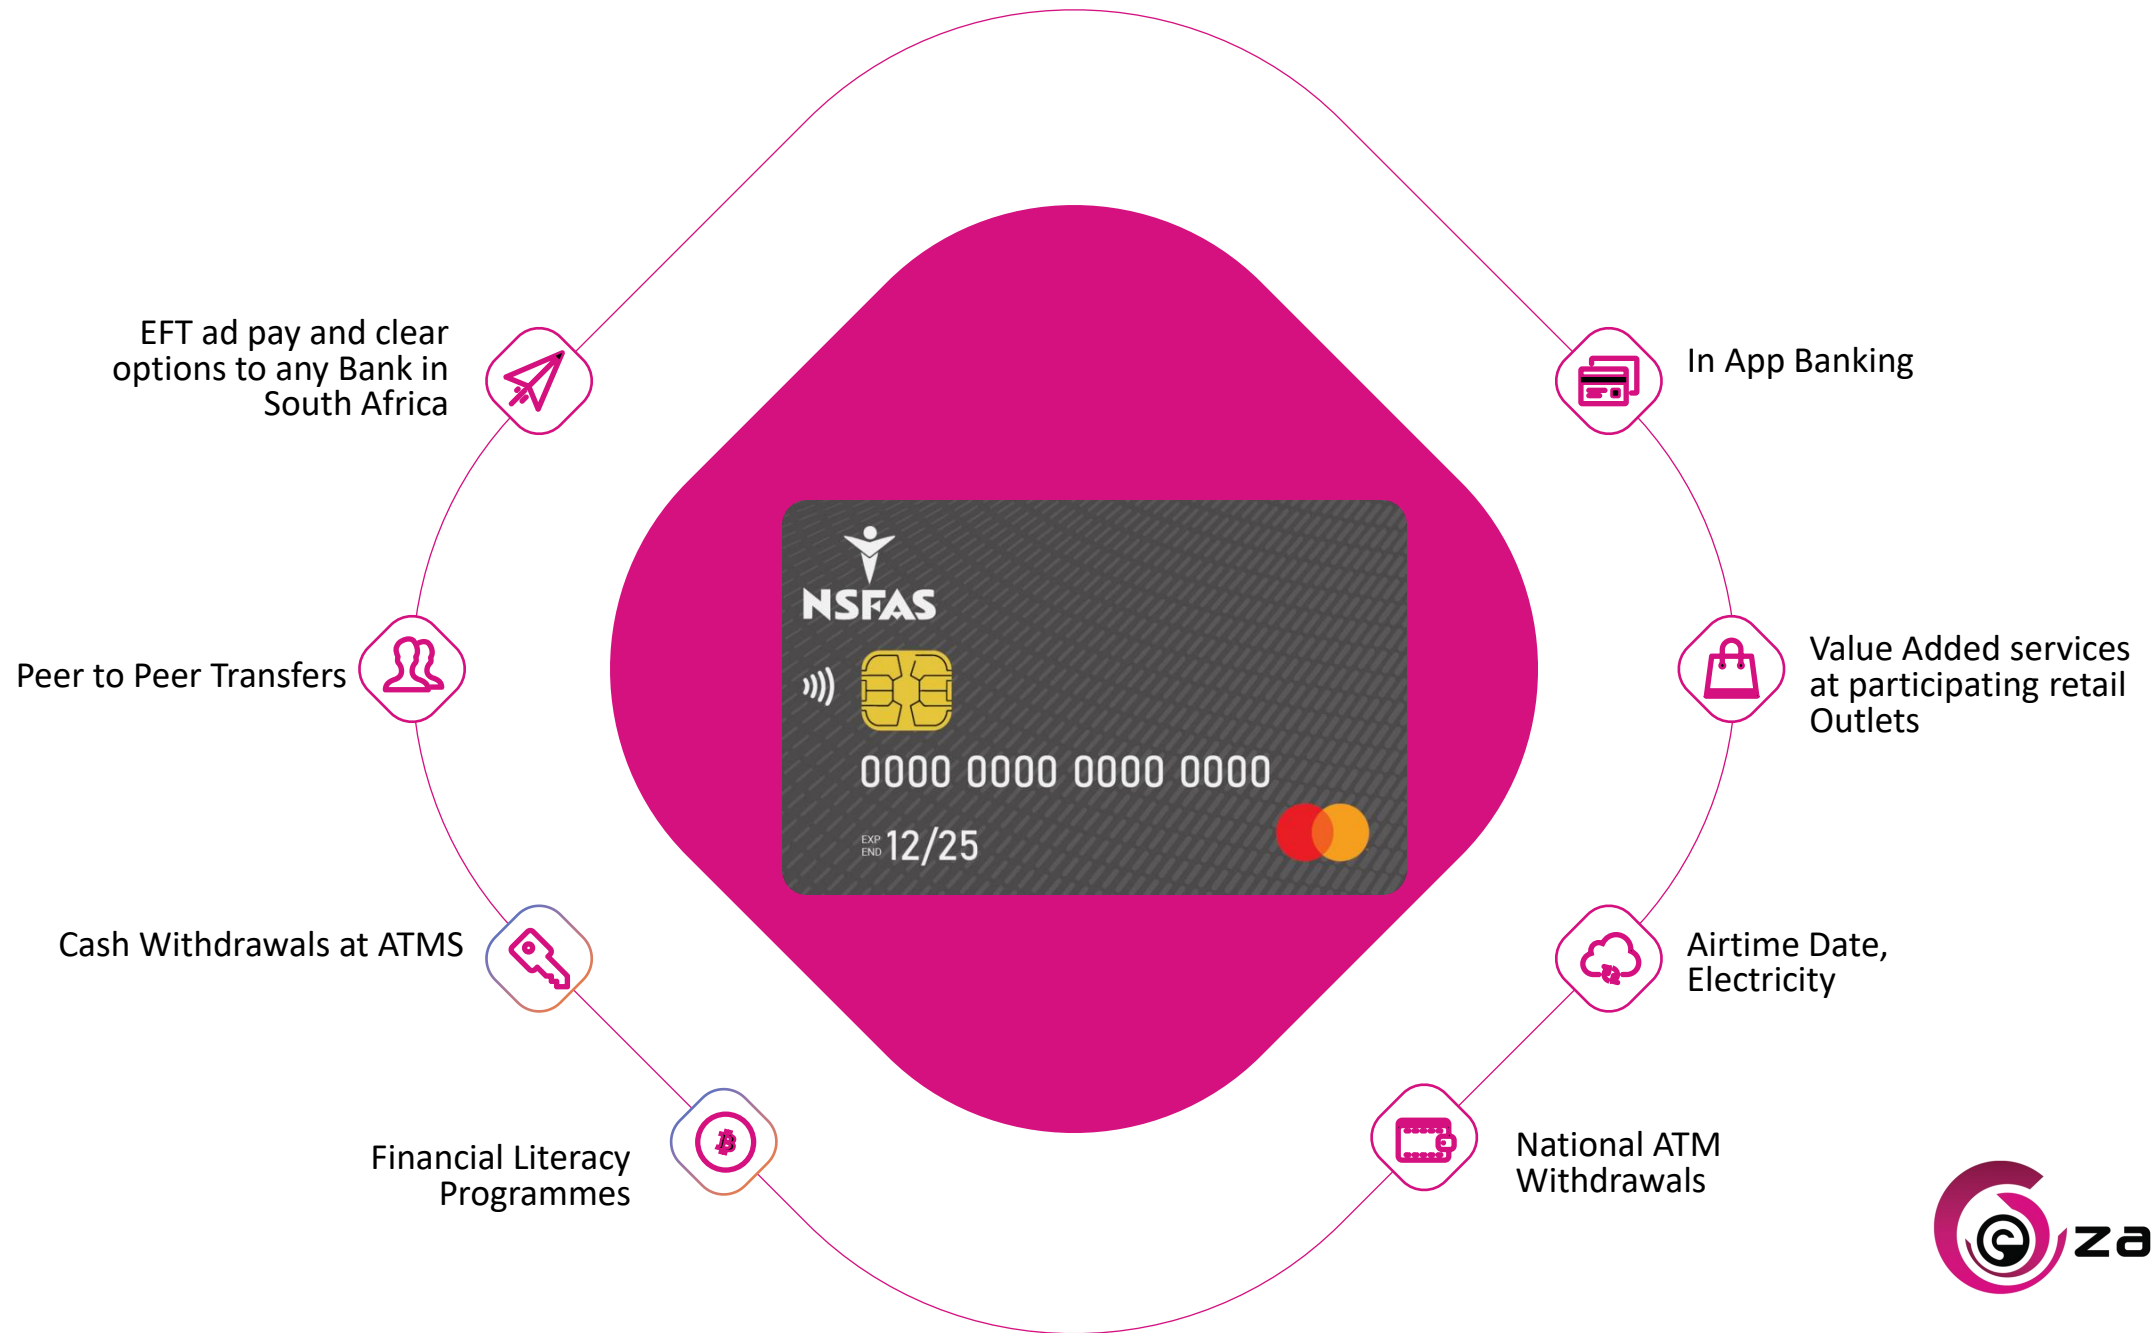 EFT ad pay and clear
options to any Bank in
South Africa
Peer to Peer Transfers
Cash Withdrawals at ATMS
Financial Literacy
Programmes
NSFAS
0000 0000 0000 0000
EXP
END 12/25
In App Banking
Value Added services
at participating retail
Outlets
Airtime Date,
Electricity
National ATM
Withdrawals
e za